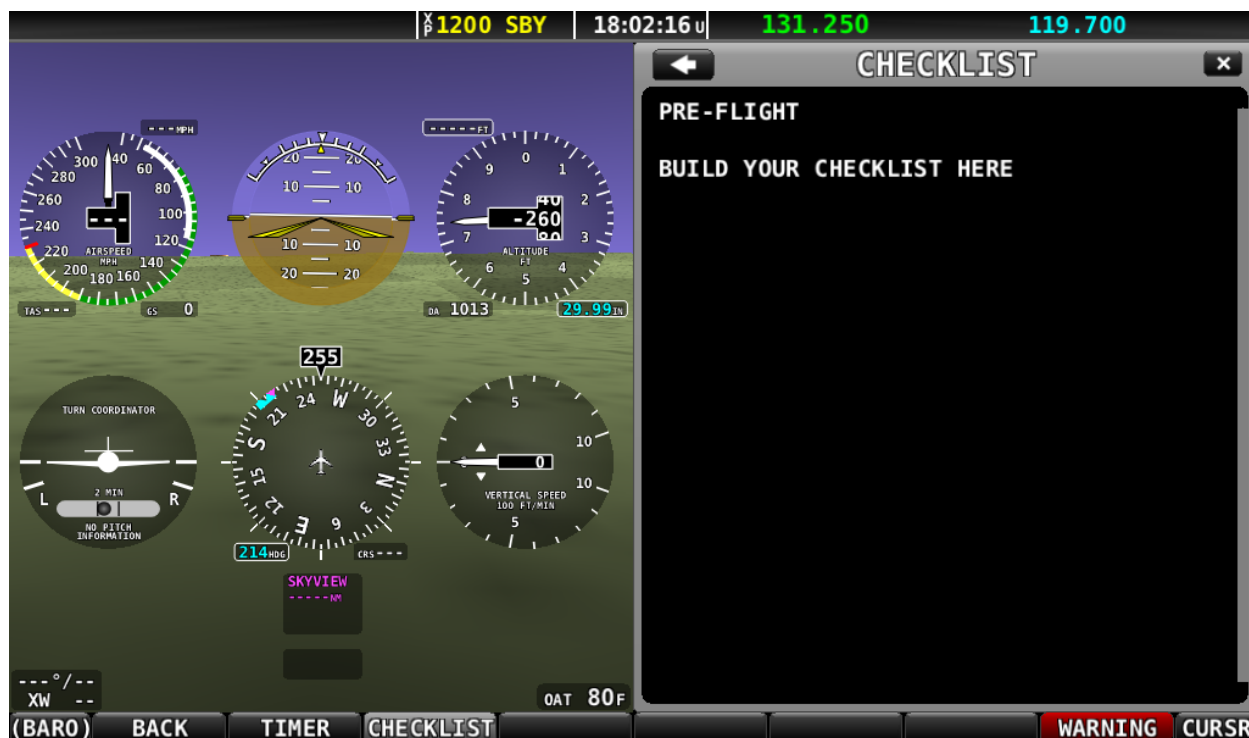 XP 1200 SBY 18:02:16 U 131.250 119.700
CHECKLIST
PRE-FLIGHT
BUILD YOUR CHECKLIST HERE
---MPH
300 40 60 80 100 120 140 160 180 200 220 240 260 280
---
AIRSPEED
MPH
TAS---
GS 0
20 20
10 10
10 10
20 20
-----FT
0 1 2 3 4 5 6 7 8 9
-260
40
80
ALTITUDE
FT
DA 1013
29.99IN
TURN COORDINATOR
L R
2 MIN
NO PITCH
INFORMATION
255
W 30 33 N 3 6 E 12 15 S 21 24
214HDG
CRS---
5
10
0
10
5
VERTICAL SPEED
100 FT/MIN
SKYVIEW
-----NM
---°/--
XW --
OAT 80F
(BARO) BACK TIMER CHECKLIST WARNING CURSR